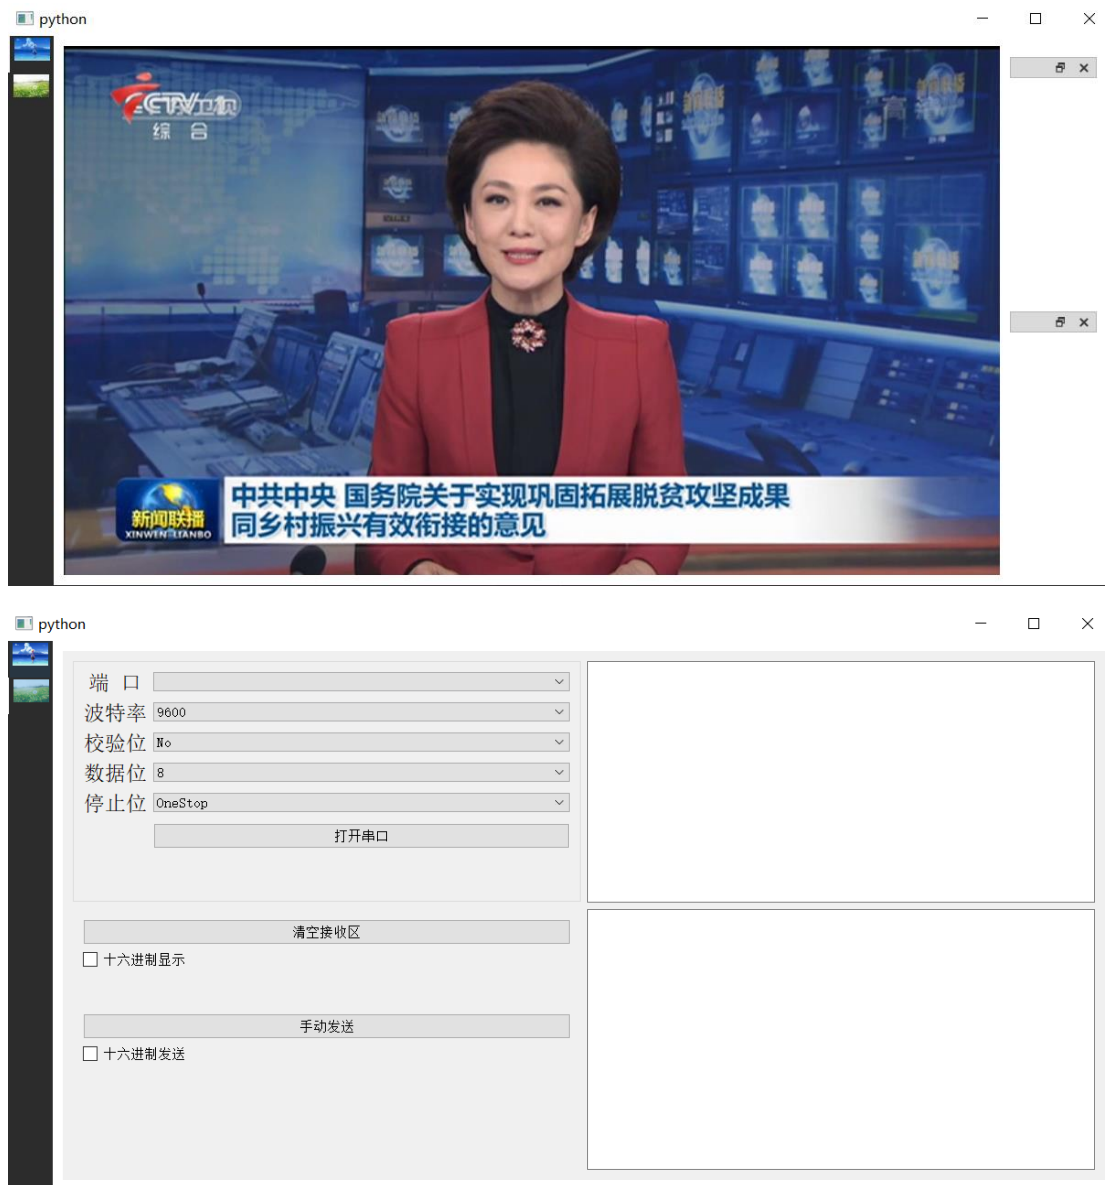 python
CCTV卫视
综合
高清
中共中央 国务院关于实现巩固拓展脱贫攻坚成果
同乡村振兴有效衔接的意见
新闻联播
XINWEN LIANBO
python
端 口
波特率 9600
校验位 No
数据位 8
停止位 OneStop
打开串口
清空接收区
十六进制显示
手动发送
十六进制发送